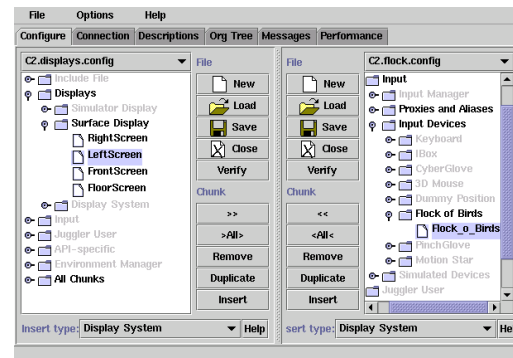 File Options Help
Configure Connection Descriptions Org Tree Messages Performance
C2.displays.config
Include File
Displays
Simulator Display
Surface Display
RightScreen
LeftScreen
FrontScreen
FloorScreen
Display System
Input
Juggler User
API-specific
Environment Manager
All Chunks
File
New
Load
Save
Close
Verify
Chunk
>>
>All>
Remove
Duplicate
Insert
Insert type: Display System Help
File
New
Load
Save
Close
Verify
Chunk
<<
<All<
Remove
Duplicate
Insert
C2.flock.config
Input
Input Manager
Proxies and Aliases
Input Devices
Keyboard
IBox
CyberGlove
3D Mouse
Dummy Position
Flock of Birds
Flock_o_Birds
PinchGlove
Motion Star
Simulated Devices
Juggler User
sert type: Display System He